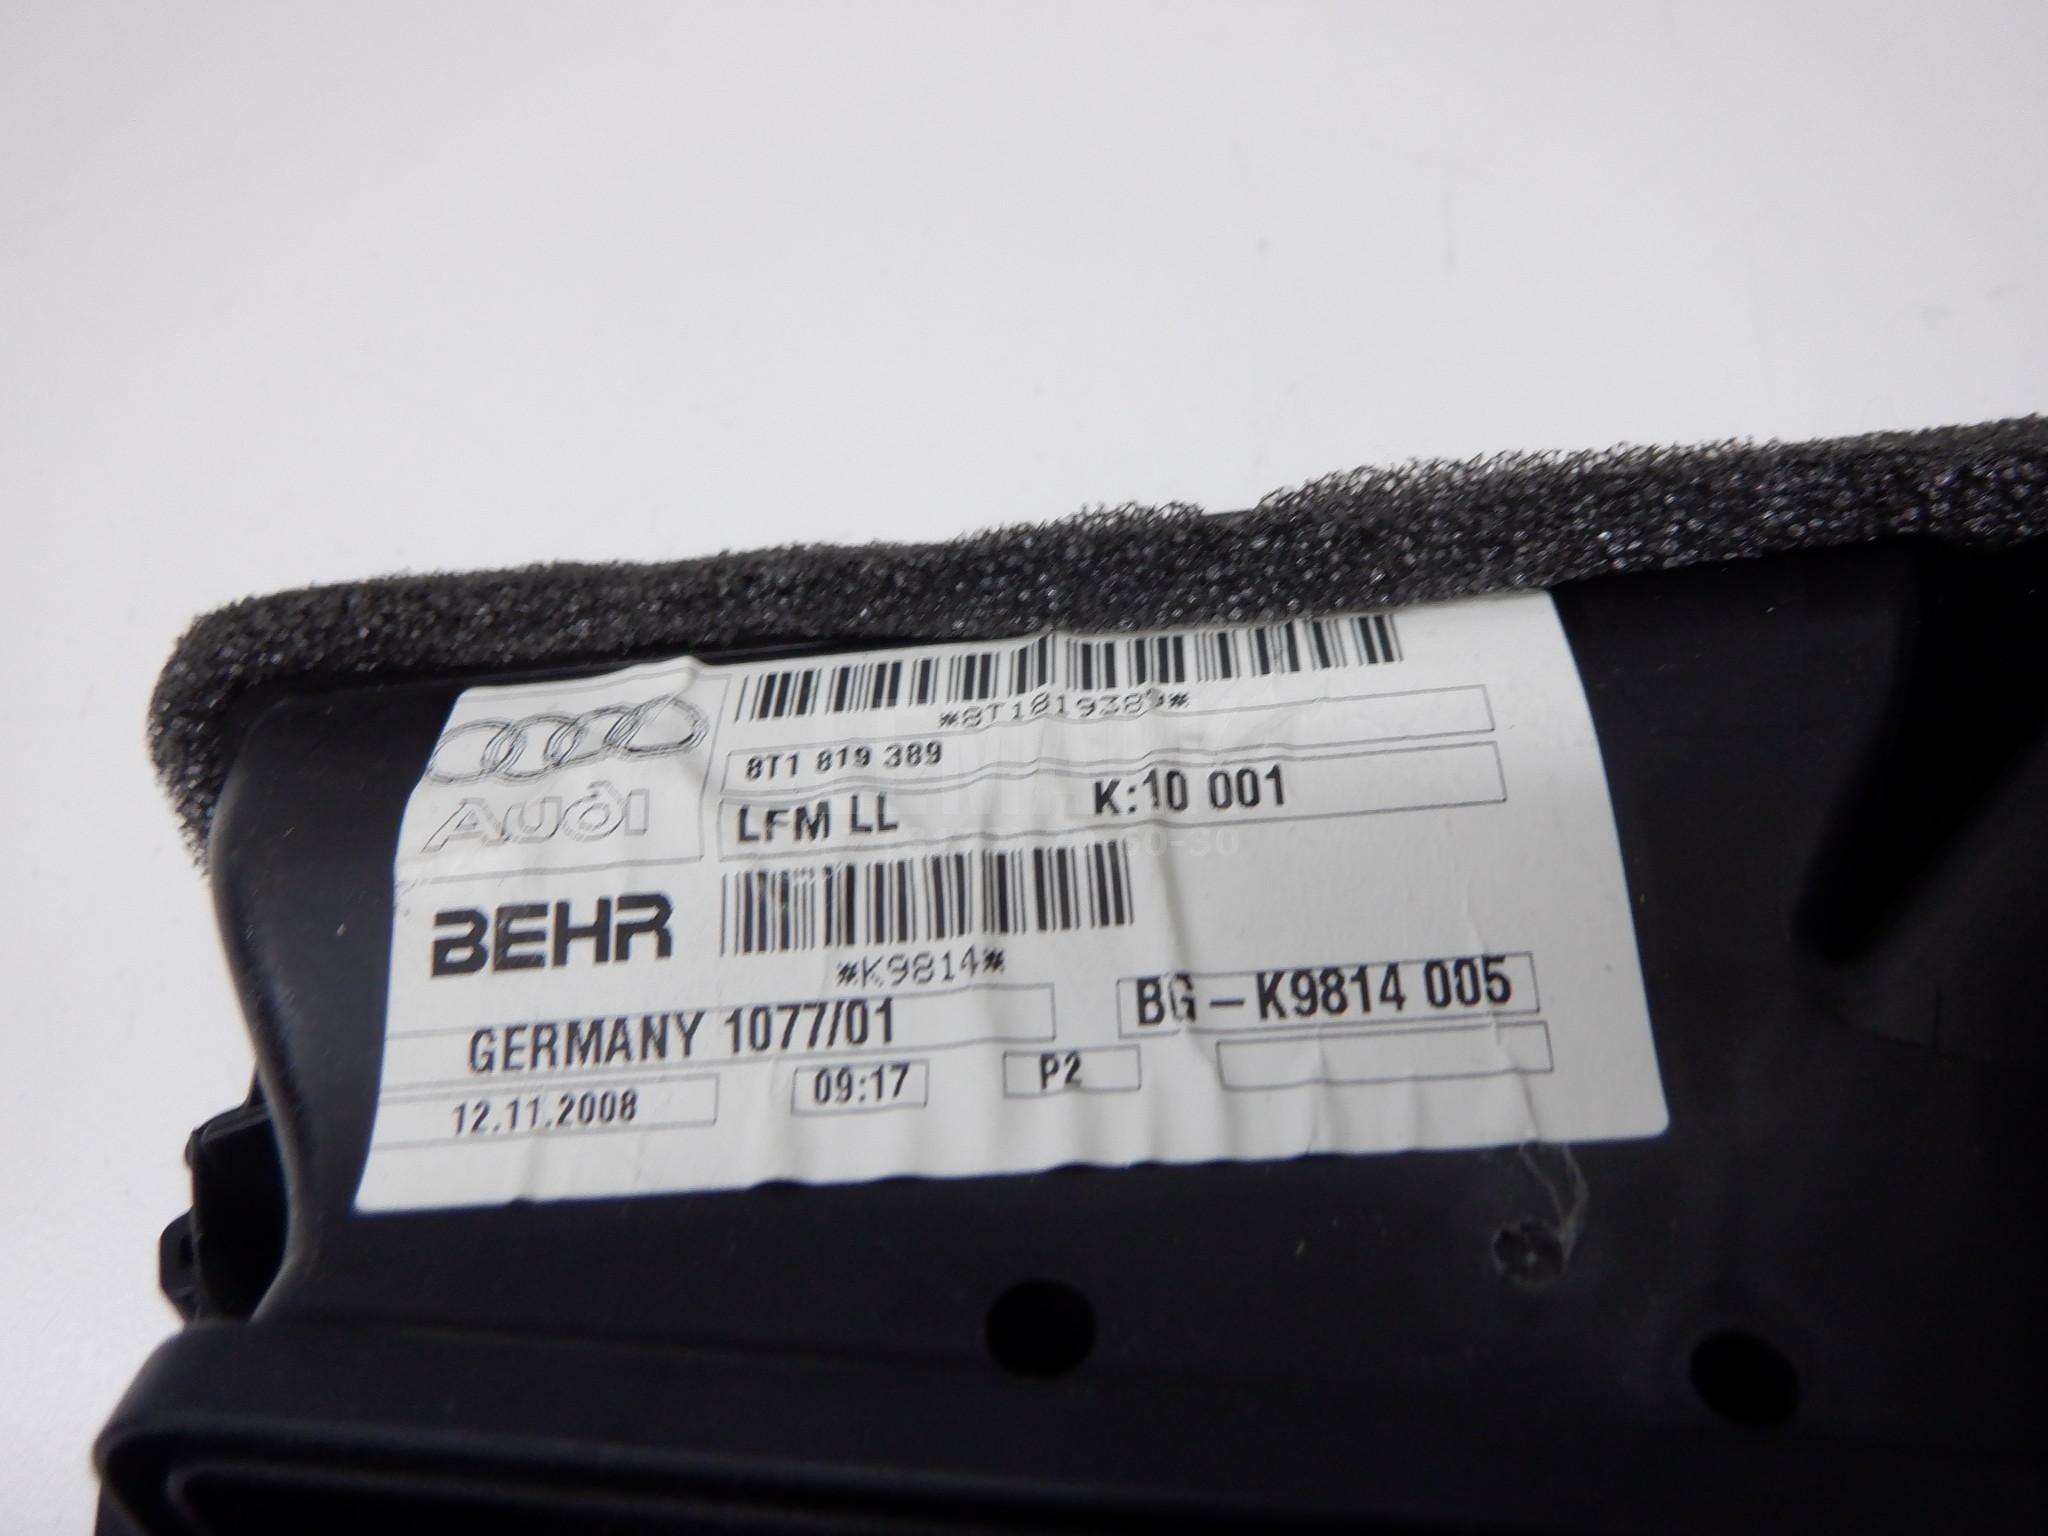 *8T1819389*
8T1 819 389
AUDI
LFM LL K:10 001
BEHR
*K9814*
GERMANY 1077/01 BG-K9814 005
12.11.2008 09:17 P2